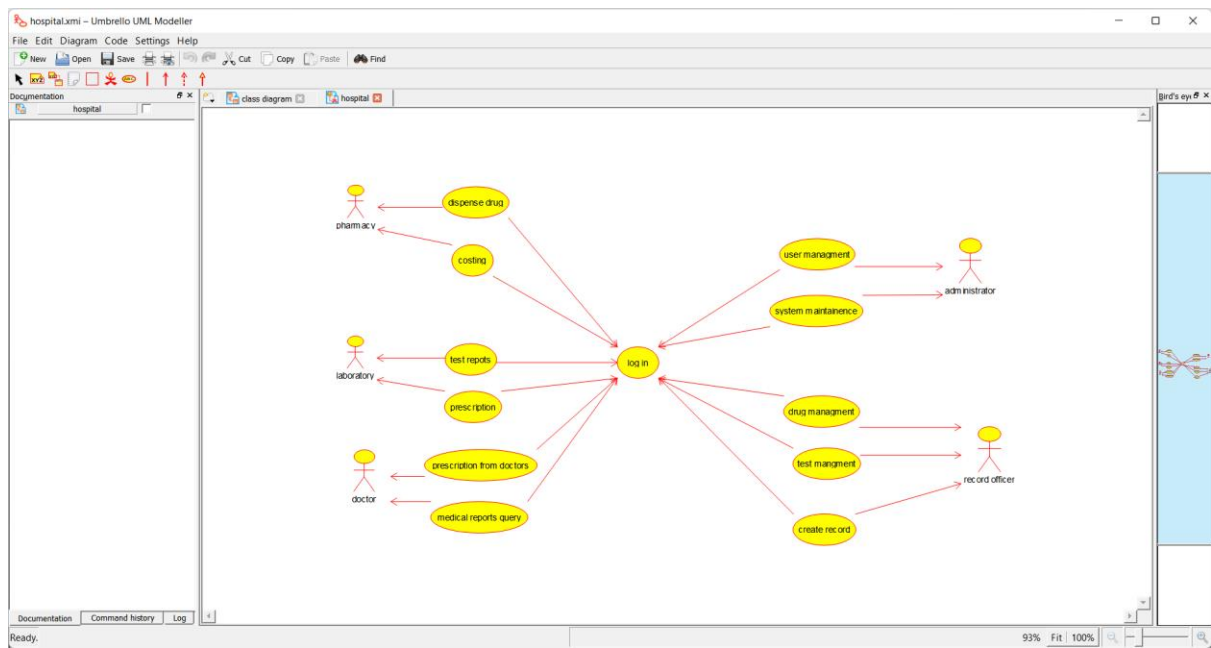 hospital.xmi – Umbrello UML Modeller
File Edit Diagram Code Settings Help
New Open Save Cut Copy Paste Find
XYZ
Documentation
hospital
class diagram
hospital
Bird's eye
pharmacy
dispense drug
costing
user managment
administrator
system maintainence
laboratory
test repots
log in
prescription
drug managment
doctor
prescription from doctors
test mangment
record officer
medical reports query
create record
Documentation Command history Log
Ready.
93% Fit 100%